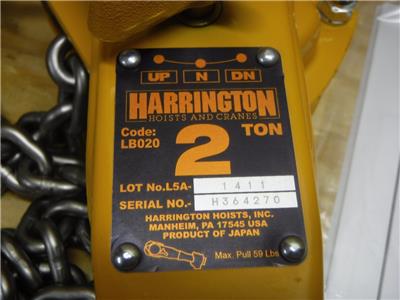 UP N DN
HARRINGTON
HOISTS AND CRANES
Code:
LB020
2 TON
LOT No.L5A- 1411
SERIAL NO.- H364270
HARRINGTON HOISTS, INC.
MANHEIM, PA 17545 USA
PRODUCT OF JAPAN
Max. Pull 59 Lbs